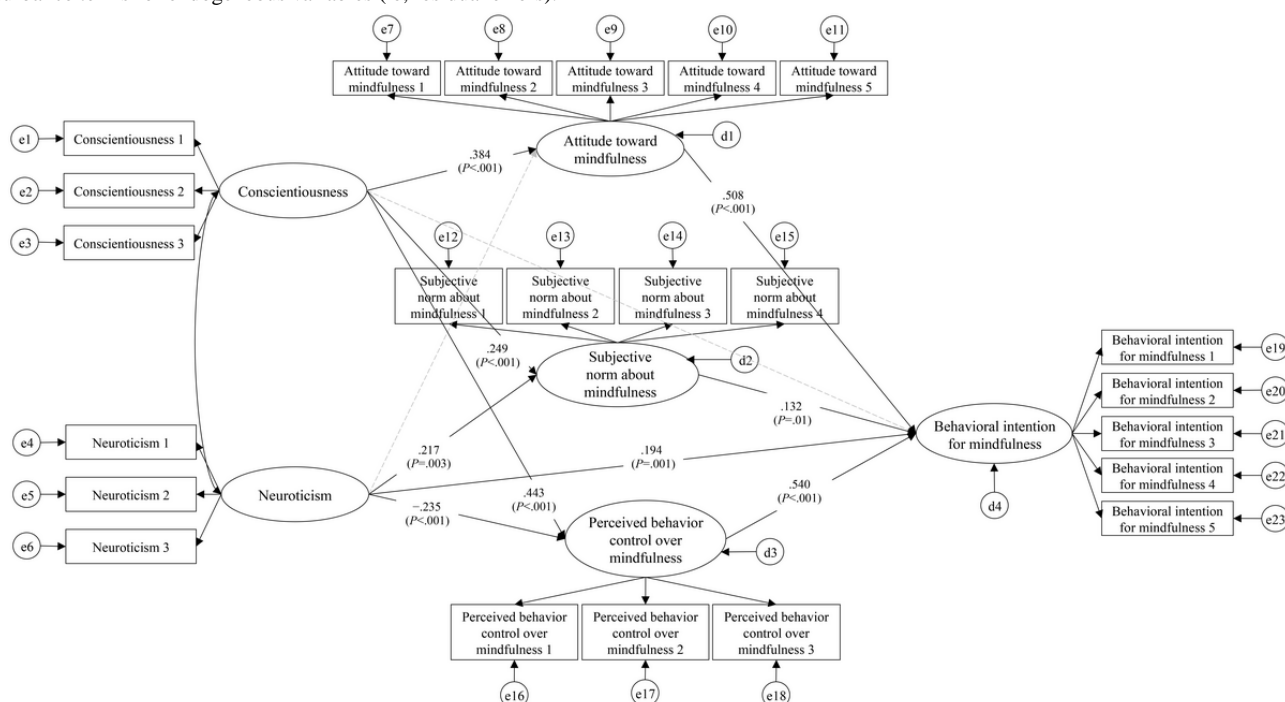 e7
e8
e9
e10
e11
Attitude toward
mindfulness 1
Attitude toward
mindfulness 2
Attitude toward
mindfulness 3
Attitude toward
mindfulness 4
Attitude toward
mindfulness 5
e1
Conscientiousness 1
e2
Conscientiousness 2
e3
Conscientiousness 3
Conscientiousness
Attitude toward
mindfulness
d1
.384
(P<.001)
.508
(P<.001)
e12
e13
e14
e15
Subjective
norm about
mindfulness 1
Subjective
norm about
mindfulness 2
Subjective
norm about
mindfulness 3
Subjective
norm about
mindfulness 4
.249
(P<.001)
Subjective
norm about
mindfulness
d2
.132
(P=.01)
.217
(P=.003)
.194
(P=.001)
e4
Neuroticism 1
e5
Neuroticism 2
e6
Neuroticism 3
Neuroticism
−.235
(P<.001)
.443
(P<.001)
.540
(P<.001)
Perceived behavior
control over
mindfulness
d3
Perceived behavior
control over
mindfulness 1
Perceived behavior
control over
mindfulness 2
Perceived behavior
control over
mindfulness 3
e16
e17
e18
Behavioral intention
for mindfulness
d4
Behavioral intention
for mindfulness 1
e19
Behavioral intention
for mindfulness 2
e20
Behavioral intention
for mindfulness 3
e21
Behavioral intention
for mindfulness 4
e22
Behavioral intention
for mindfulness 5
e23